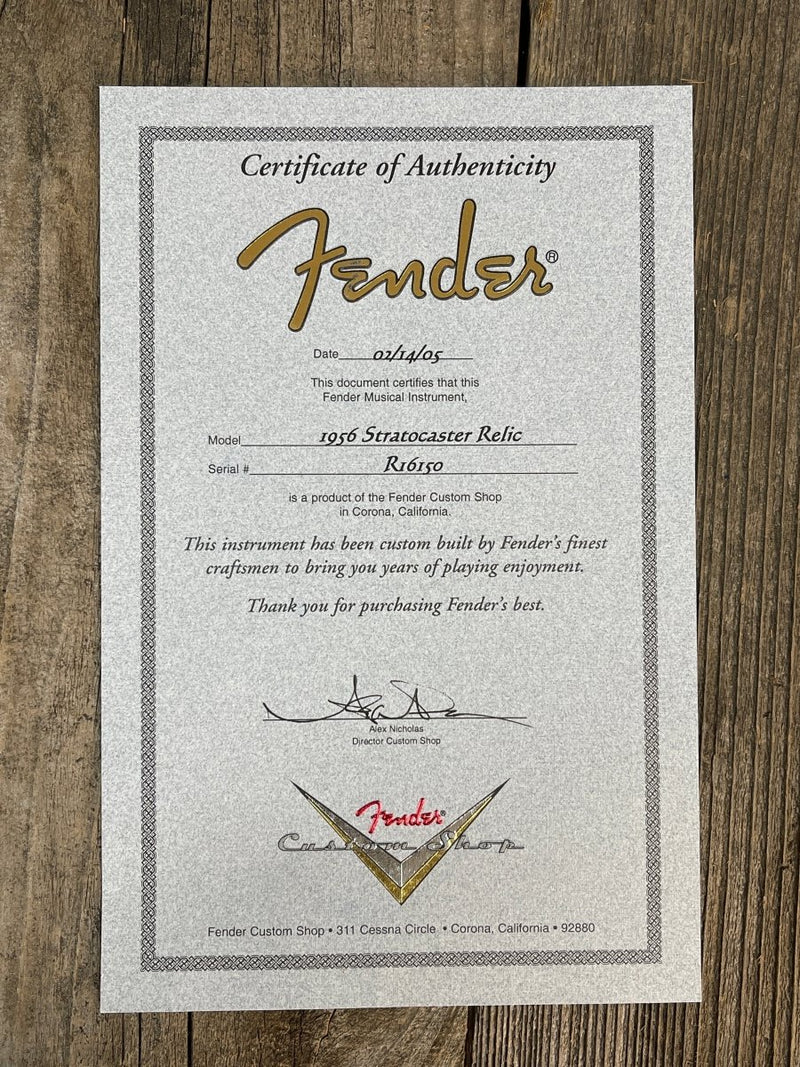 Certificate of Authenticity
Fender®
Date 02/14/05
This document certifies that this
Fender Musical Instrument,
Model 1956 Stratocaster Relic
Serial # R16150
is a product of the Fender Custom Shop
in Corona, California.
This instrument has been custom built by Fender's finest
craftsmen to bring you years of playing enjoyment.
Thank you for purchasing Fender's best.
Alex Nicholas
Director Custom Shop
Fender®
Custom Shop
Fender Custom Shop • 311 Cessna Circle • Corona, California • 92880